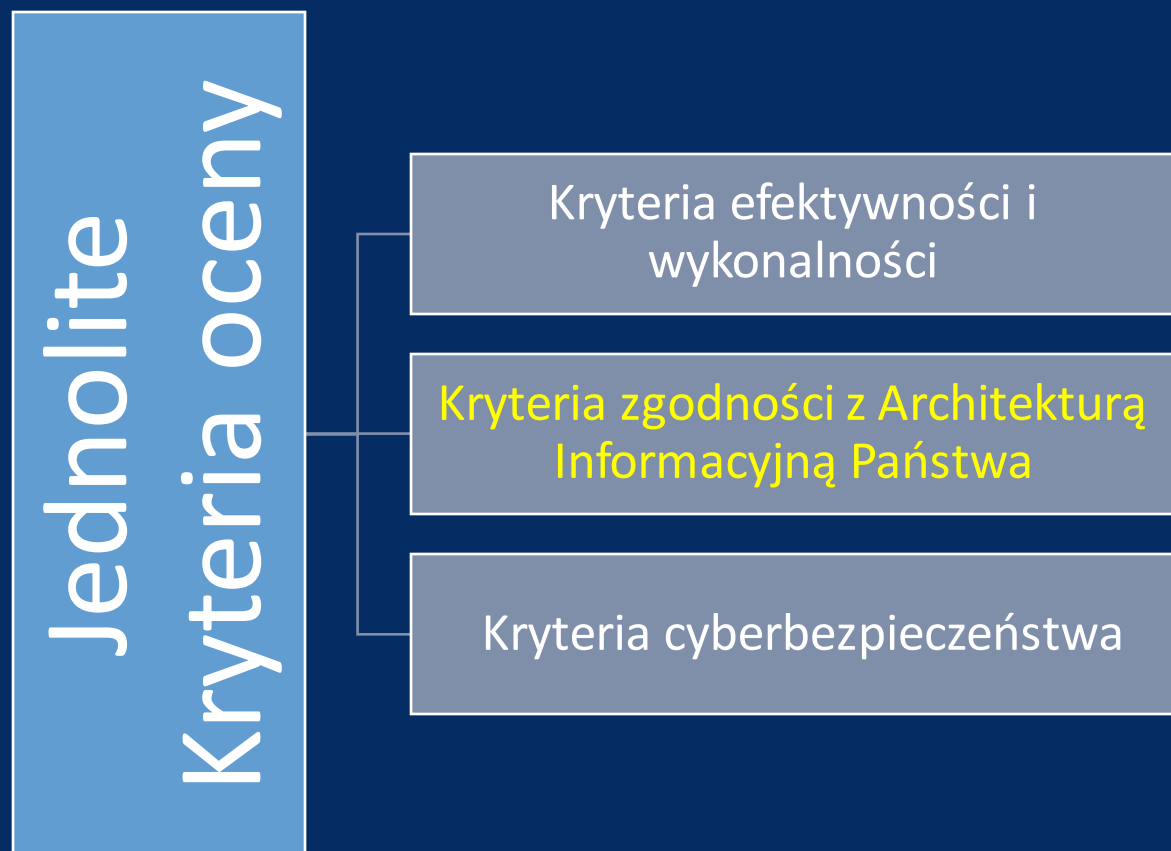 Jednolite
Kryteria oceny
Kryteria efektywności i
wykonalności
Kryteria zgodności z Architekturą
Informacyjną Państwa
Kryteria cyberbezpieczeństwa